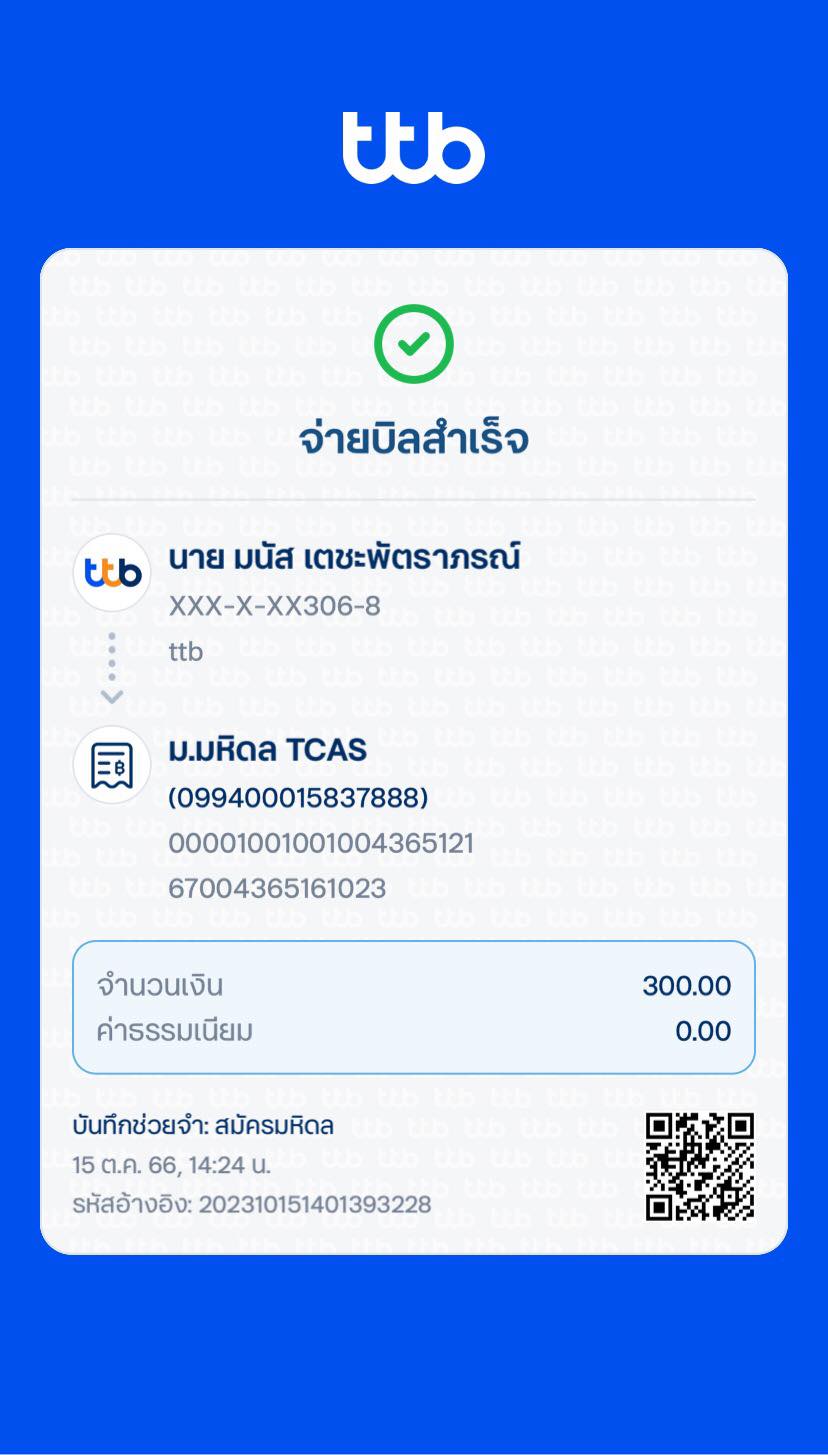 ttb
จ่ายบิลสำเร็จ
ttb
นาย มนัส เตชะพัตราภรณ์
XXX-X-XX306-8
ttb
ม.มหิดล TCAS
(099400015837888)
00001001001004365121
67004365161023
จำนวนเงิน 300.00
ค่าธรรมเนียม 0.00
บันทึกช่วยจำ: สมัครมหิดล
15 ต.ค. 66, 14:24 น.
รหัสอ้างอิง: 202310151401393228